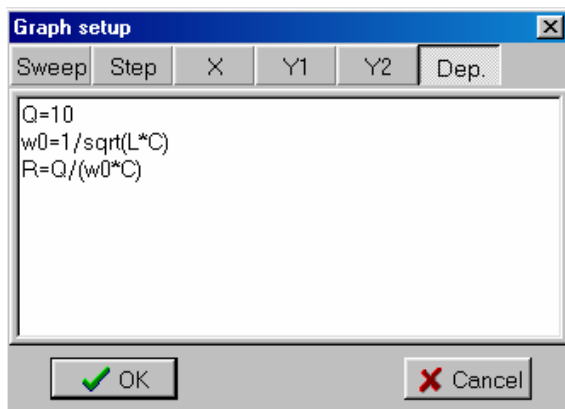 Graph setup
Sweep Step X Y1 Y2 Dep.
Q=10
w0=1/sqrt(L*C)
R=Q/(w0*C)
OK Cancel